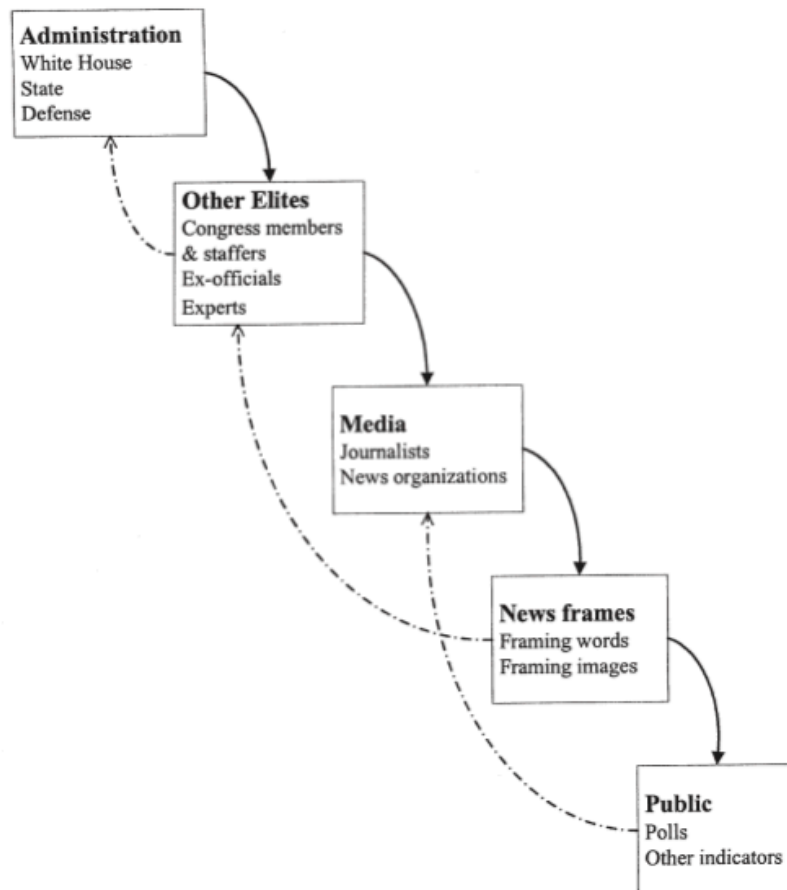 Administration
White House
State
Defense
Other Elites
Congress members
& staffers
Ex-officials
Experts
Media
Journalists
News organizations
News frames
Framing words
Framing images
Public
Polls
Other indicators